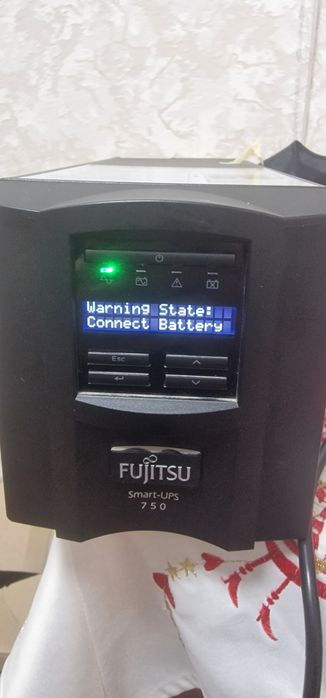 Warning State:
Connect Battery
Esc
FUJITSU
Smart-UPS
750